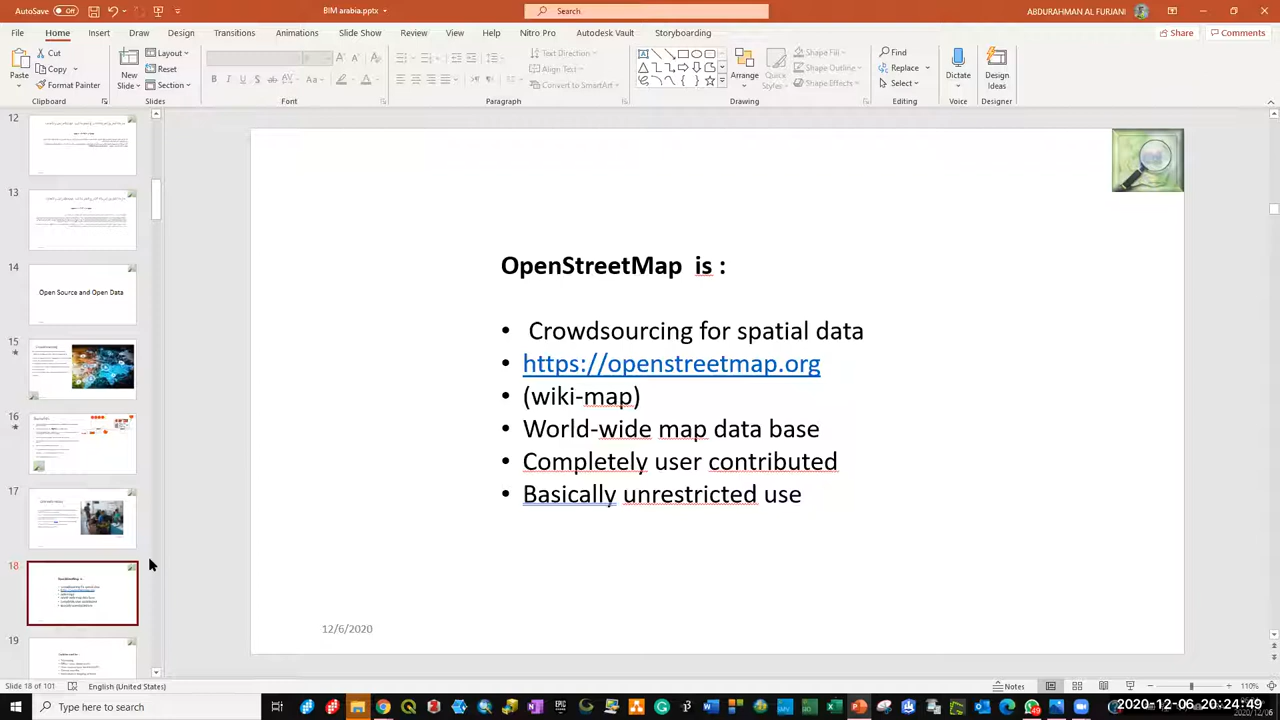 AutoSave Off
BIM arabia.pptx
Search
ABDURAHMAN AL FURJANI
File Home Insert Draw Design Transitions Animations Slide Show Review View Help Nitro Pro Autodesk Vault Storyboarding
Share Comments
Paste
Cut
Copy
Format Painter
Clipboard
New
Slide
Layout
Reset
Section
Slides
Font
Text Direction
Align Text
Convert to SmartArt
Paragraph
Arrange
Quick
Styles
Shape Fill
Shape Outline
Shape Effects
Drawing
Find
Replace
Select
Editing
Dictate
Voice
Design
Ideas
Designer
12
13
Open Source and Open Data
5
16
17
18
19
OpenStreetMap is :
• Crowdsourcing for spatial data
• https://openstreetmap.org
• (wiki-map)
• World-wide map data base
• Completely user contributed
• Basically unrestricted use
12/6/2020
Slide 18 of 101
English (United States)
Notes
110%
Type here to search
2020-12-06 20:24:49
2020/12/06